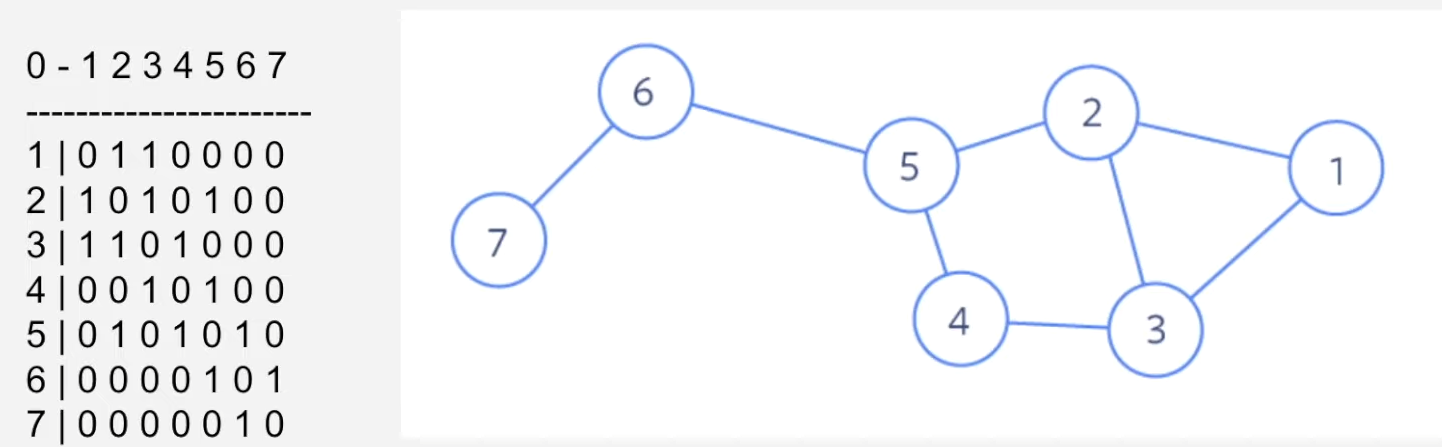 0 - 1 2 3 4 5 6 7
-----------------------
1 | 0 1 1 0 0 0 0
2 | 1 0 1 0 1 0 0
3 | 1 1 0 1 0 0 0
4 | 0 0 1 0 1 0 0
5 | 0 1 0 1 0 1 0
6 | 0 0 0 0 1 0 1
7 | 0 0 0 0 0 1 0
6
2
5
1
7
4
3